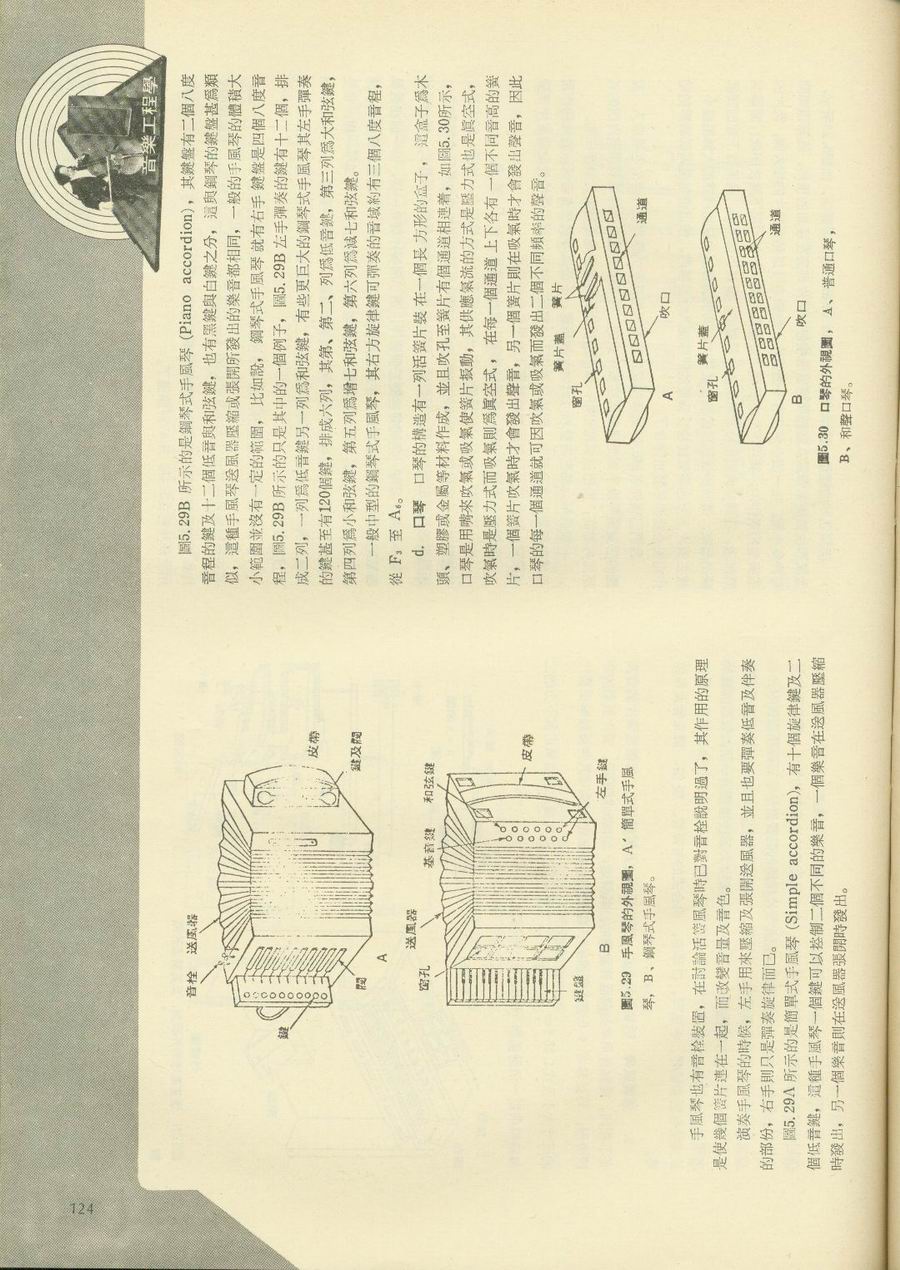 124
音樂工程學
音栓
送風器
皮帶
鍵及閥
鍵
閥
A
窗孔
送風器
基音鍵
和弦鍵
皮帶
左手鍵
鍵盤
B
圖5.29 手風琴的外視圖，A、簡單式手風
琴，B、鋼琴式手風琴。
手風琴也有音栓裝置，在討論活簧風琴時已對音栓說明過了，其作用的原理
是使幾個簧片連在一起，而改變音量及音色。
演奏手風琴的時候，左手用來壓縮及張開送風器，並且也要彈奏低音及伴奏
的部份，右手則只是彈奏旋律而已。
圖5.29A 所示的是簡單式手風琴（Simple accordion），有十個旋律鍵及二
個低音鍵，這種手風琴一個鍵可以控制二個不同的樂音，一個樂音在送風器壓縮
時發出，另一個樂音則在送風器張開時發出。
圖5.29B 所示的是鋼琴式手風琴（Piano accordion），其鍵盤有二個八度
音程的鍵及十二個低音與和弦鍵，也有黑鍵與白鍵之分，這與鋼琴的鍵盤甚為類
似，這種手風琴送風器壓縮或張開所發出的樂音都相同，一般的手風琴的體積大
小範圍並沒有一定的範圍，比如說，鋼琴式手風琴就有右手鍵盤是四個八度音
程，圖5.29B 所示的只是其中的一個例子，圖5.29B 左手彈奏的鍵有十二個，排
成二列，一列為低音鍵另一列為和弦鍵，有些更巨大的鋼琴式手風琴其左手彈奏
的鍵甚至有120個鍵，排成六列，其第一、第二、列為低音鍵，第三列為大和弦鍵，
第四列為小和弦鍵，第五列為增七和弦鍵，第六列為減七和弦鍵。
一般中型的鋼琴式手風琴，其右方旋律鍵可彈奏的音域約有三個八度音程，
從 F₃ 至 A₆。
d. 口琴 口琴的構造有一列活簧片裝在一個長方形的盒子，這盒子為木
頭、塑膠或金屬等材料作成，並且吹孔至簧片有個通道相連着，如圖5.30所示，
口琴是用嘴來吹氣或吸氣使簧片振動，其供應氣流的方式是壓力式也是真空式，
吹氣時是壓力式而吸氣則為真空式，在每一個通道上下各有一個不同音高的簧
片，一個簧片吹氣時才會發出聲音，另一個簧片則在吸氣時才會發出聲音，因此
口琴的每一個通道就可因吹氣或吸氣而發出二個不同頻率的聲音。
窗孔
簧片蓋
簧片
通道
吹口
A
窗孔
簧片蓋
通道
吹口
B
圖5.30 口琴的外視圖，A、普通口琴，
B、和聲口琴。